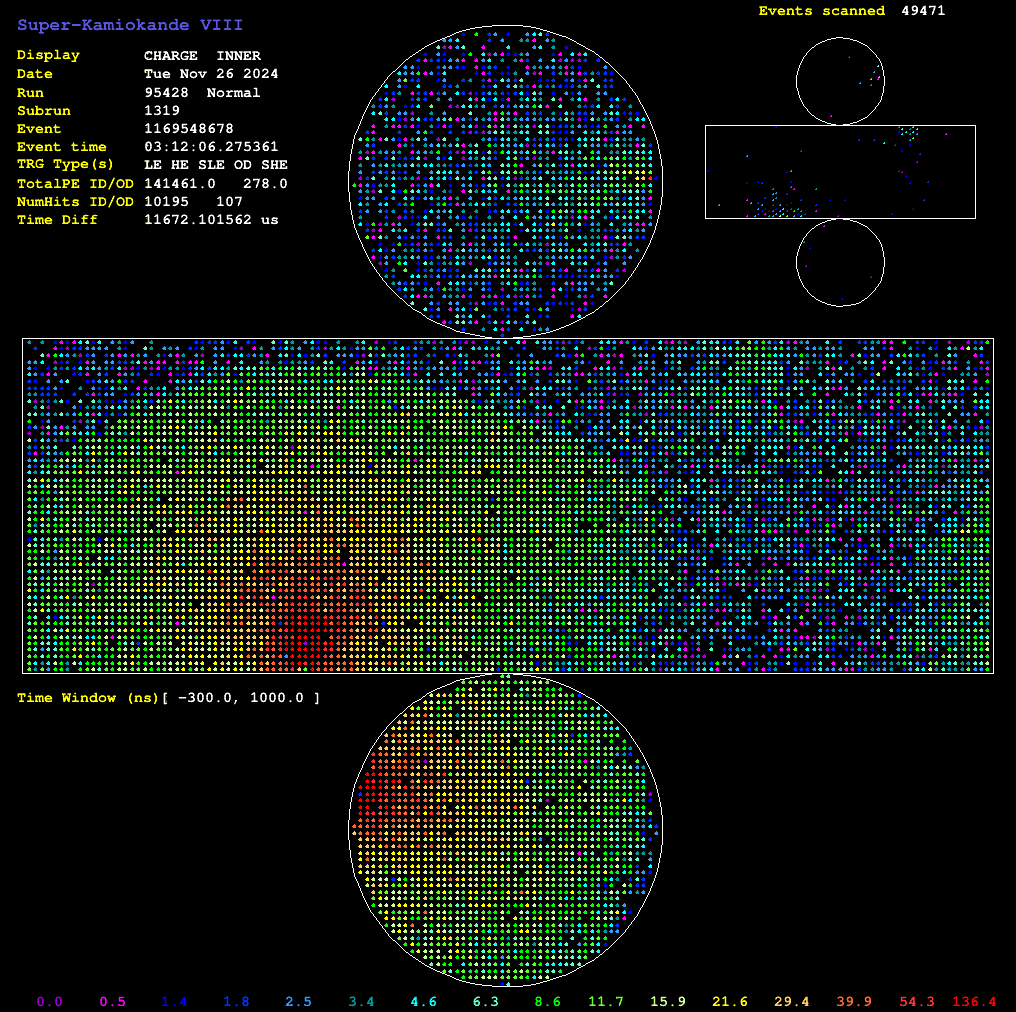 Super-Kamiokande VIII
Events scanned 49471
Display CHARGE INNER
Date Tue Nov 26 2024
Run 95428 Normal
Subrun 1319
Event 1169548678
Event time 03:12:06.275361
TRG Type(s) LE HE SLE OD SHE
TotalPE ID/OD 141461.0 278.0
NumHits ID/OD 10195 107
Time Diff 11672.101562 us
Time Window (ns)[ -300.0, 1000.0 ]
0.0 0.5 1.4 1.8 2.5 3.4 4.6 6.3 8.6 11.7 15.9 21.6 29.4 39.9 54.3 136.4